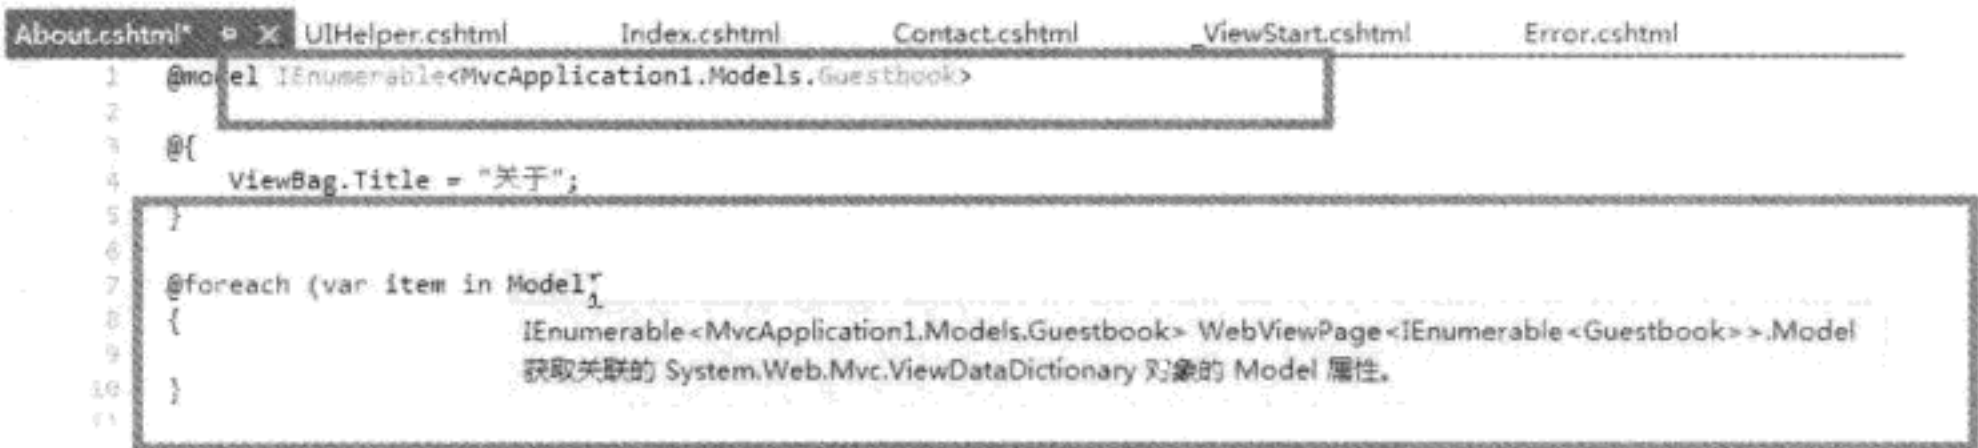 About.cshtml* UIHelper.cshtml Index.cshtml Contact.cshtml _ViewStart.cshtml Error.cshtml
1 @model IEnumerable<MvcApplication1.Models.Guestbook>
2
3 @{
4 ViewBag.Title = "关于";
5 }
6
7 @foreach (var item in Model)
8 {
IEnumerable<MvcApplication1.Models.Guestbook> WebViewPage<IEnumerable<Guestbook>>.Model
9
获取关联的 System.Web.Mvc.ViewDataDictionary 对象的 Model 属性。
10 }
11